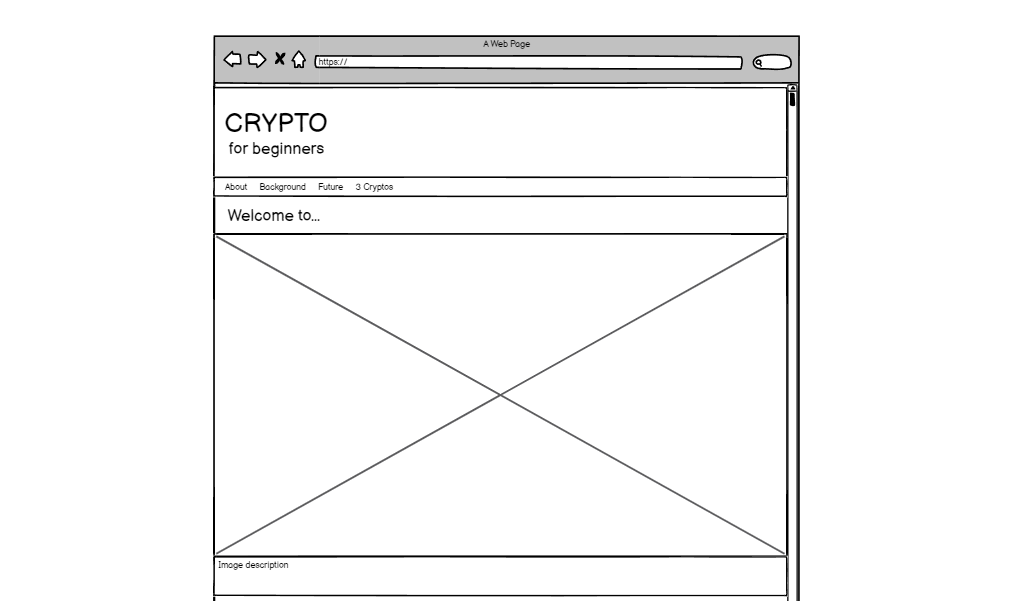 A Web Page
https://
CRYPTO
for beginners
About Background Future 3 Cryptos
Welcome to...
Image description